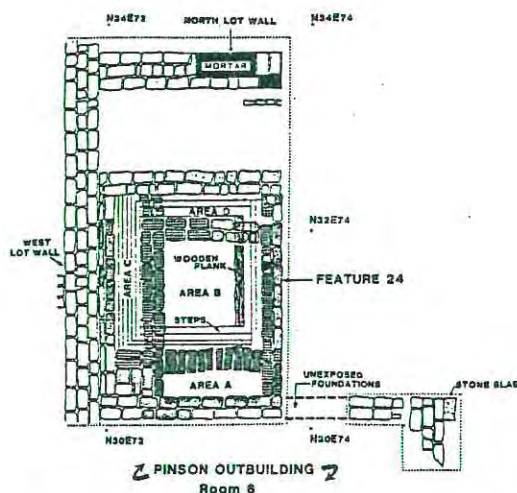 N34E72
NORTH LOT WALL
N34E74
MORTAR
AREA D
N32E74
WEST
LOT WALL
AREA C
WOODEN
PLANK
FEATURE 24
AREA B
STEPS
AREA A
UNEXPOSED
FOUNDATIONS
STONE SLAB
N30E72
N30E74
PINSON OUTBUILDING
Room 6